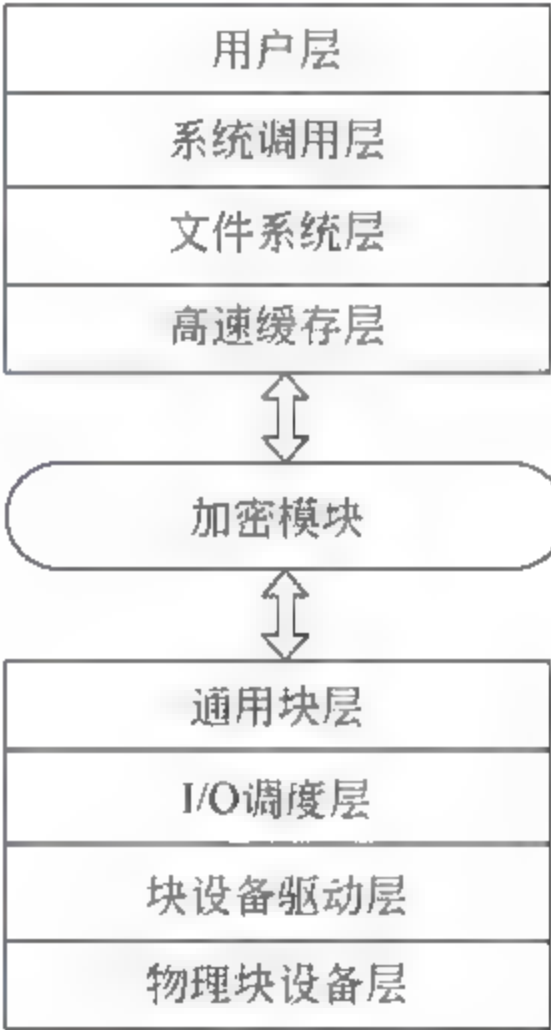 用户层
系统调用层
文件系统层
高速缓存层
加密模块
通用块层
I/O调度层
块设备驱动层
物理块设备层